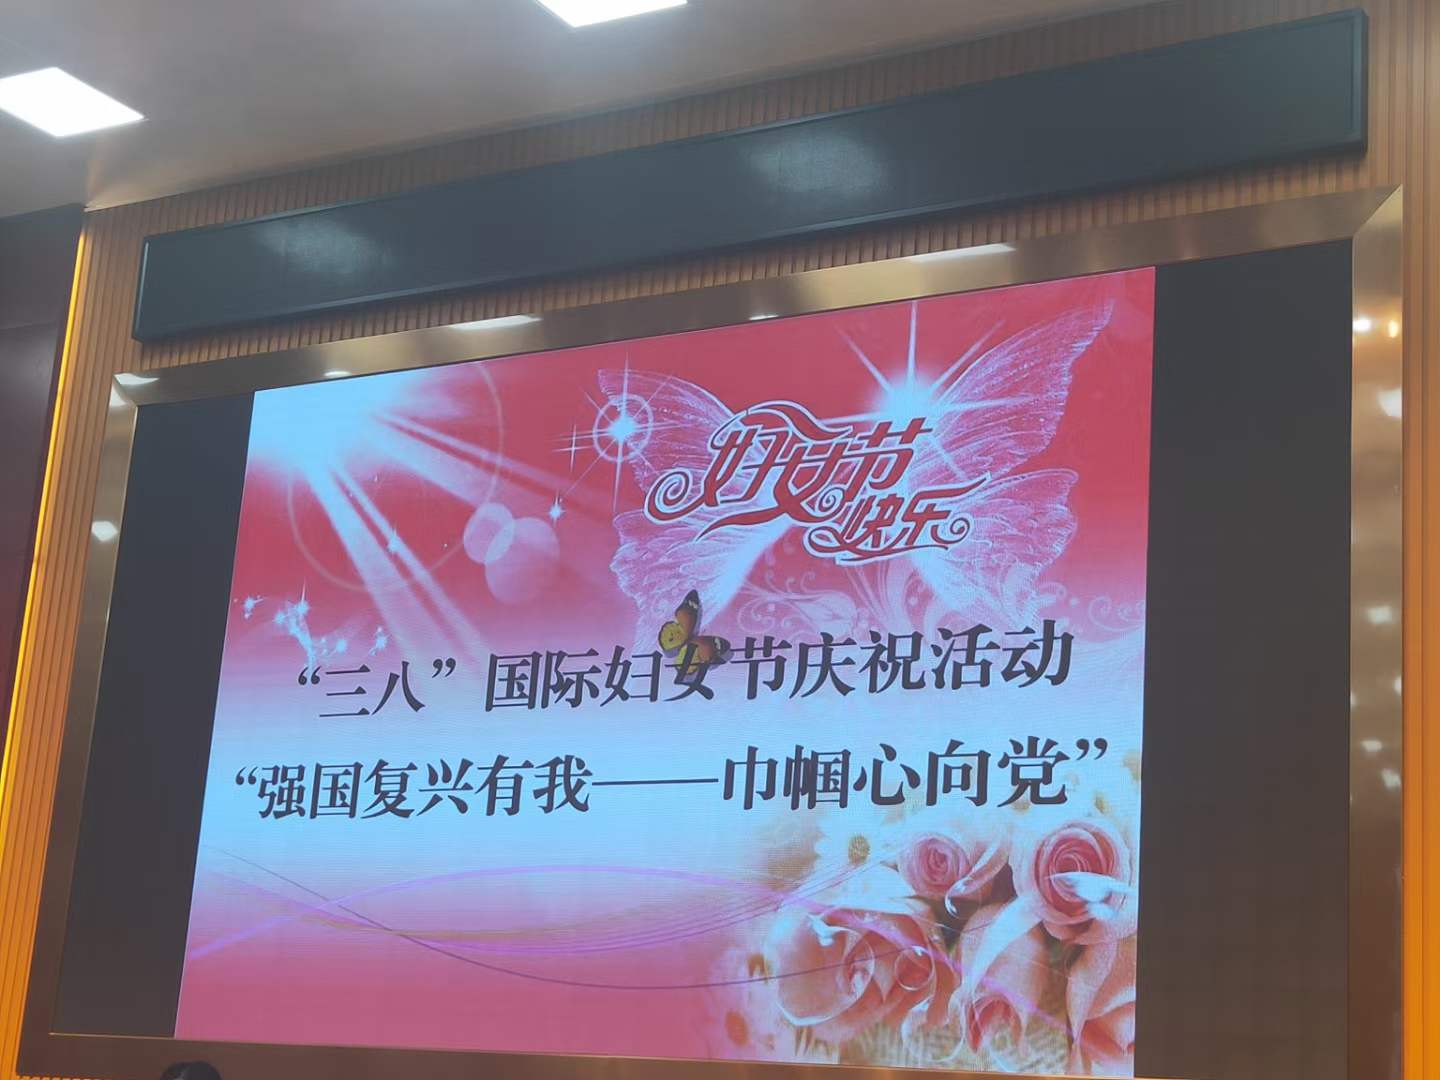 妇女节
快乐
“三八”国际妇女节庆祝活动
“强国复兴有我——巾帼心向党”